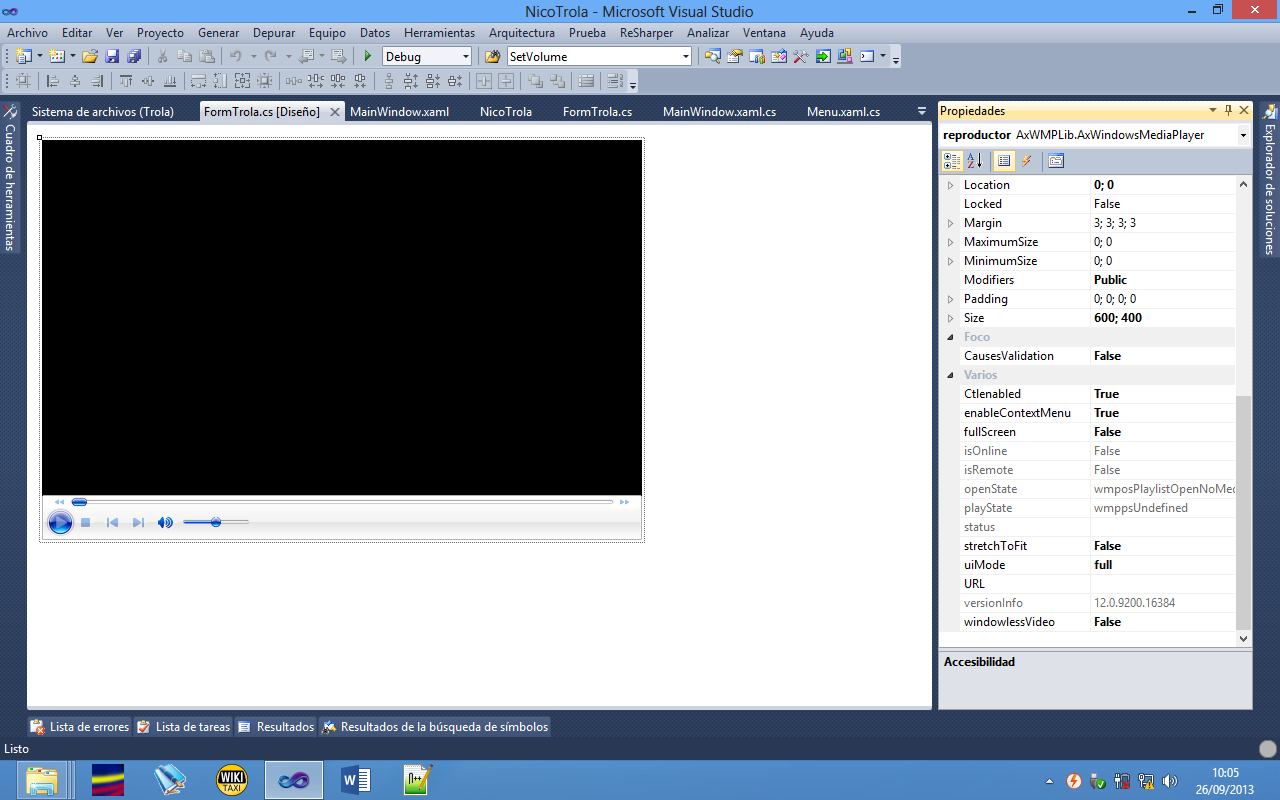 NicoTrola - Microsoft Visual Studio
Archivo Editar Ver Proyecto Generar Depurar Equipo Datos Herramientas Arquitectura Prueba ReSharper Analizar Ventana Ayuda
Debug SetVolume
Cuadro de herramientas
Sistema de archivos (Trola) FormTrola.cs [Diseño] MainWindow.xaml NicoTrola FormTrola.cs MainWindow.xaml.cs Menu.xaml.cs
Propiedades
reproductor AxWMPLib.AxWindowsMediaPlayer
Location 0; 0
Locked False
Margin 3; 3; 3; 3
MaximumSize 0; 0
MinimumSize 0; 0
Modifiers Public
Padding 0; 0; 0; 0
Size 600; 400
Foco
CausesValidation False
Varios
Ctlenabled True
enableContextMenu True
fullScreen False
isOnline False
isRemote False
openState wmposPlaylistOpenNoMed
playState wmppsUndefined
status
stretchToFit False
uiMode full
URL
versionInfo 12.0.9200.16384
windowlessVideo False
Accesibilidad
Explorador de soluciones
Lista de errores Lista de tareas Resultados Resultados de la búsqueda de símbolos
Listo
WIKI
TAXI
W
N++
10:05
26/09/2013